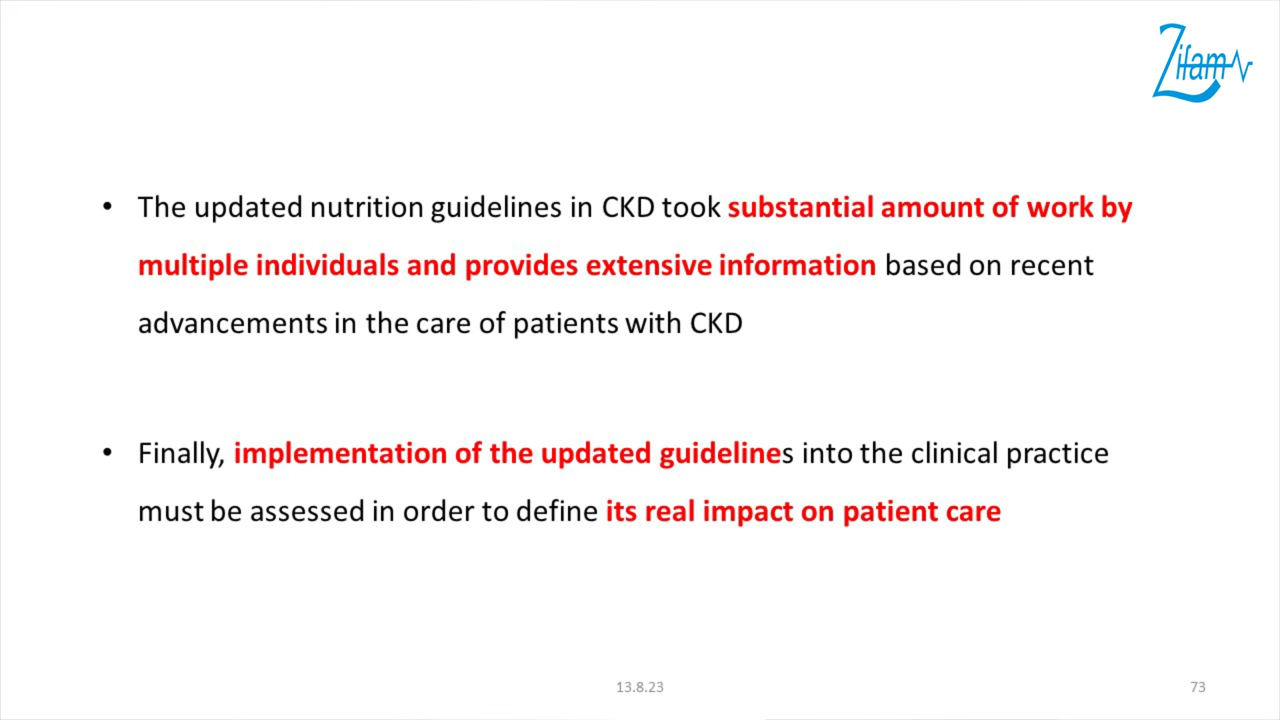 Zifam
• The updated nutrition guidelines in CKD took substantial amount of work by
multiple individuals and provides extensive information based on recent
advancements in the care of patients with CKD
• Finally, implementation of the updated guidelines into the clinical practice
must be assessed in order to define its real impact on patient care
13.8.23
73